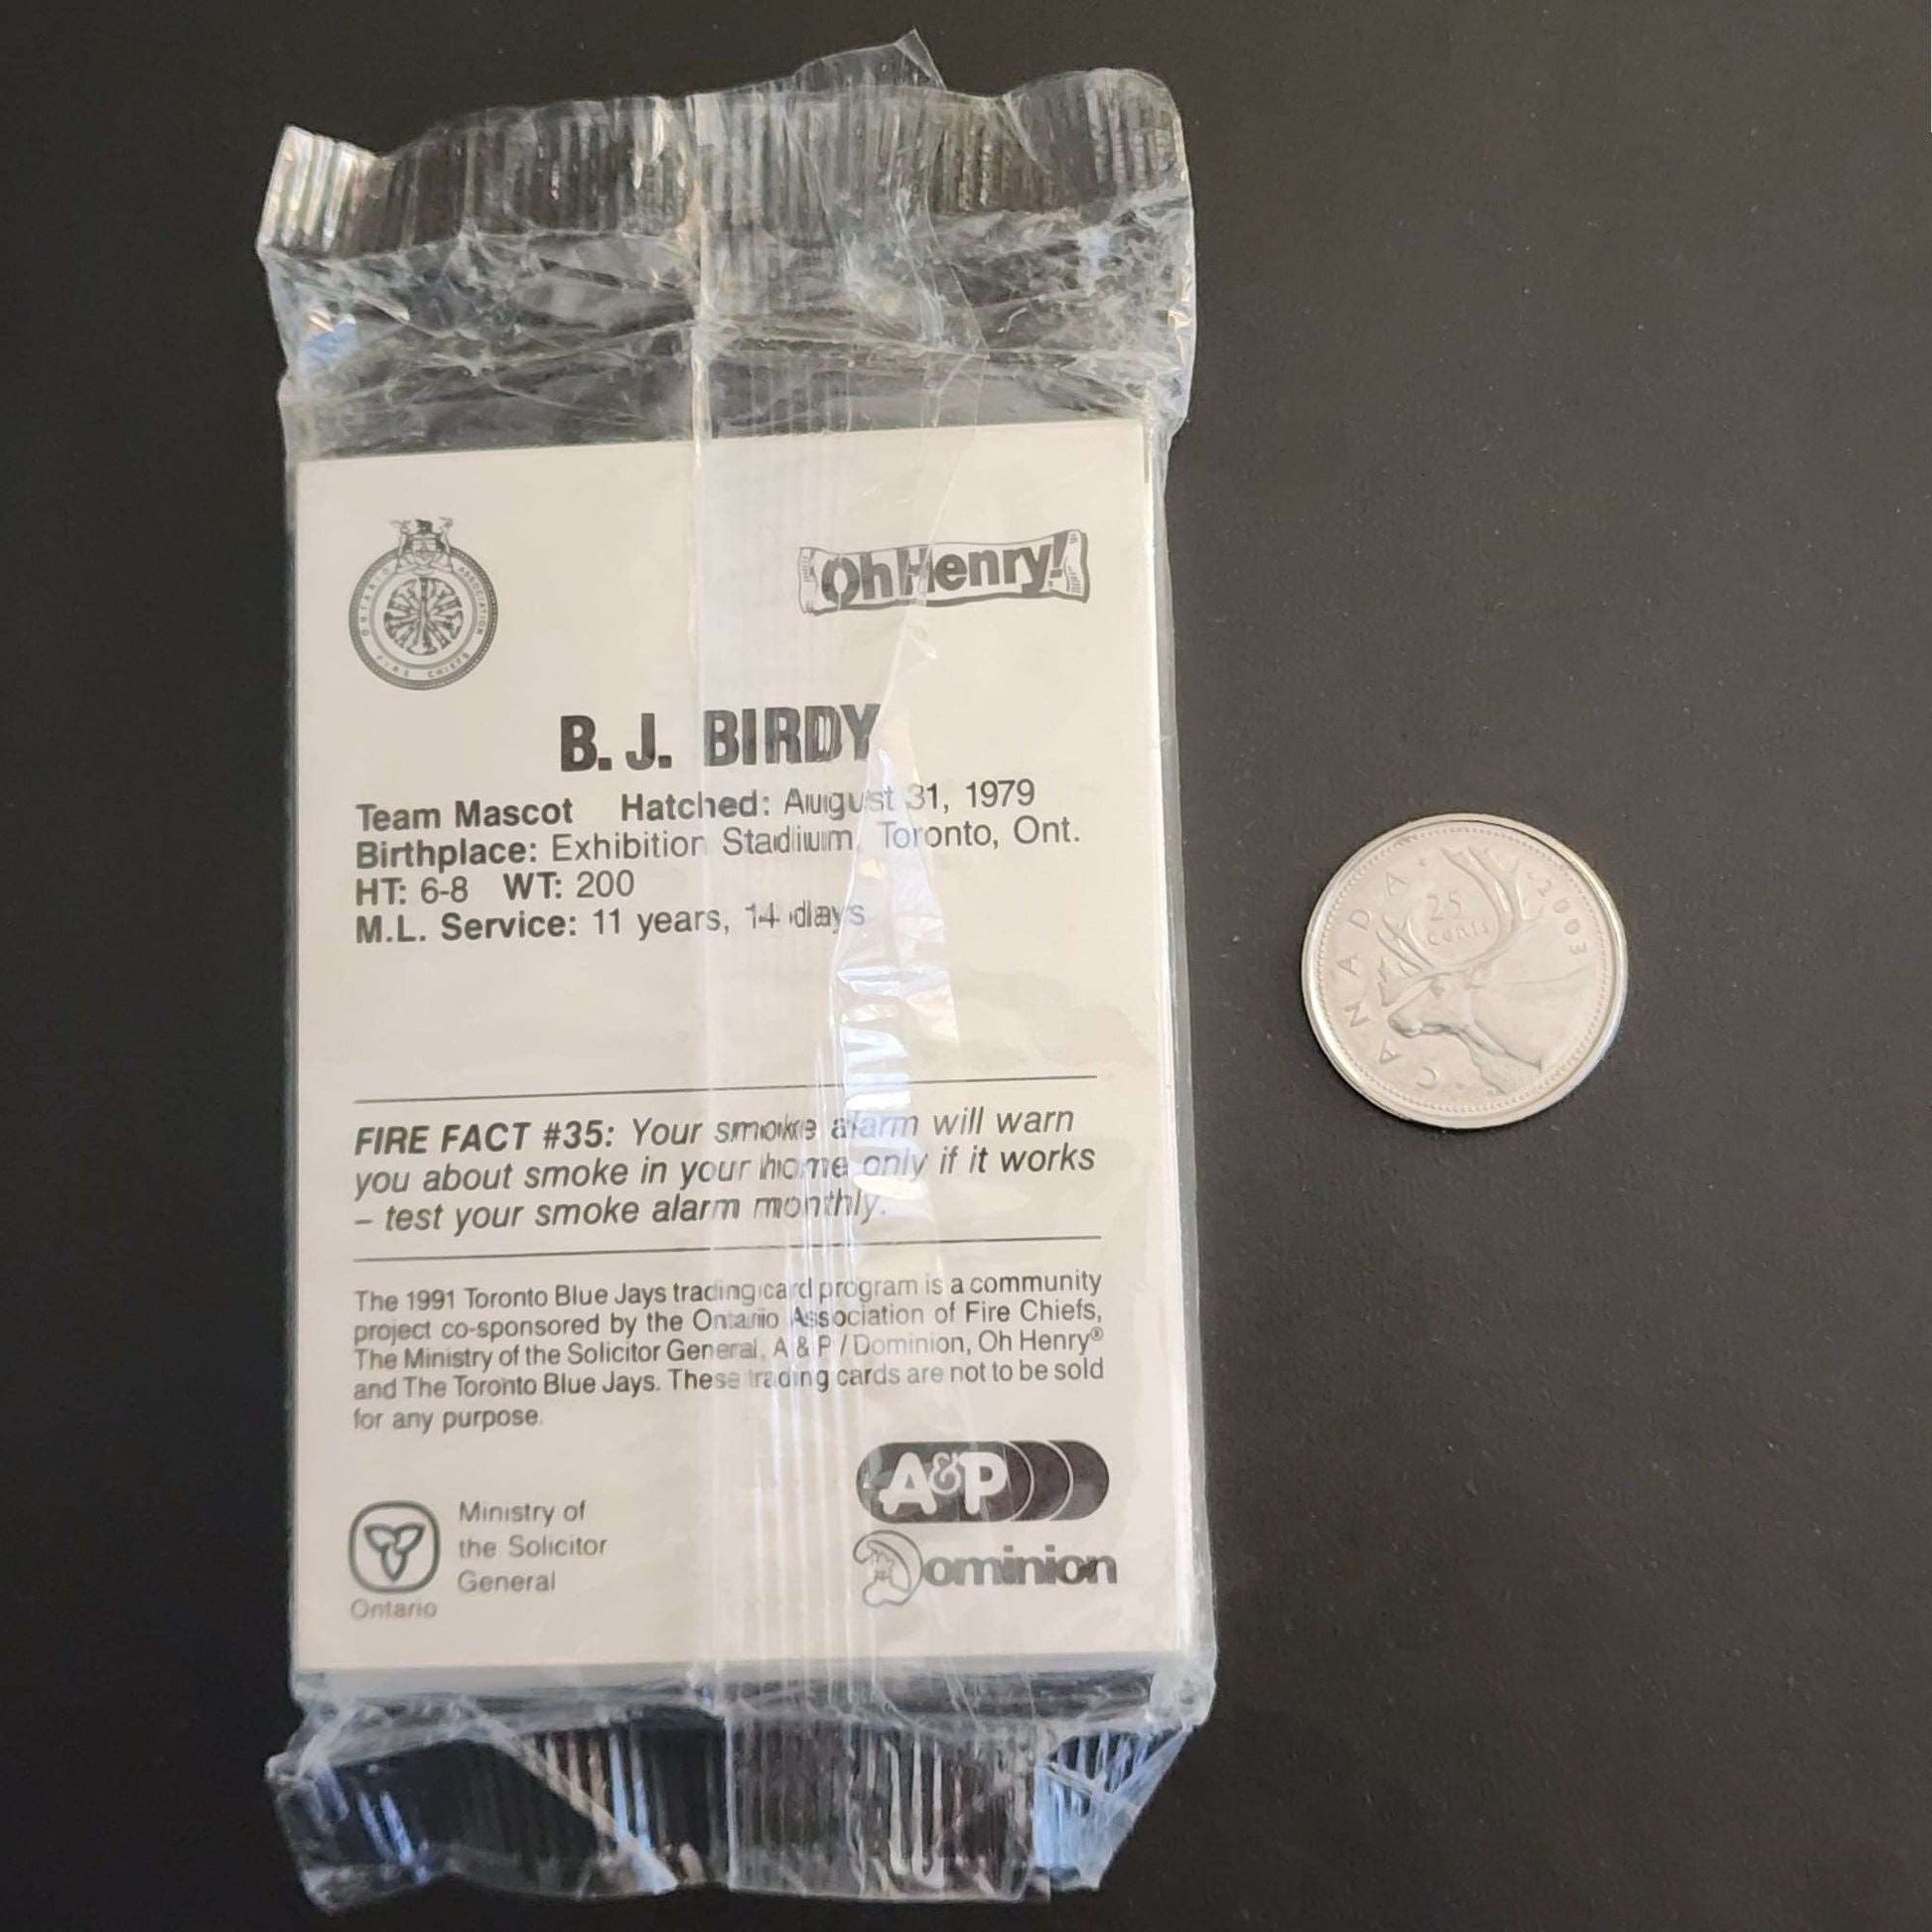 ONTARIO ASSOCIATION
FIRE CHIEFS
Oh Henry!
B. J. BIRDY
Team Mascot Hatched: August 31, 1979
Birthplace: Exhibition Stadium, Toronto, Ont.
HT: 6-8 WT: 200
M.L. Service: 11 years, 14 days
FIRE FACT #35: Your smoke alarm will warn
you about smoke in your home only if it works
– test your smoke alarm monthly.
The 1991 Toronto Blue Jays trading card program is a community
project co-sponsored by the Ontario Association of Fire Chiefs,
The Ministry of the Solicitor General, A & P / Dominion, Oh Henry®
and The Toronto Blue Jays. These trading cards are not to be sold
for any purpose.
Ontario
Ministry of
the Solicitor
General
A&P
Dominion
CANADA
25
cents
2003